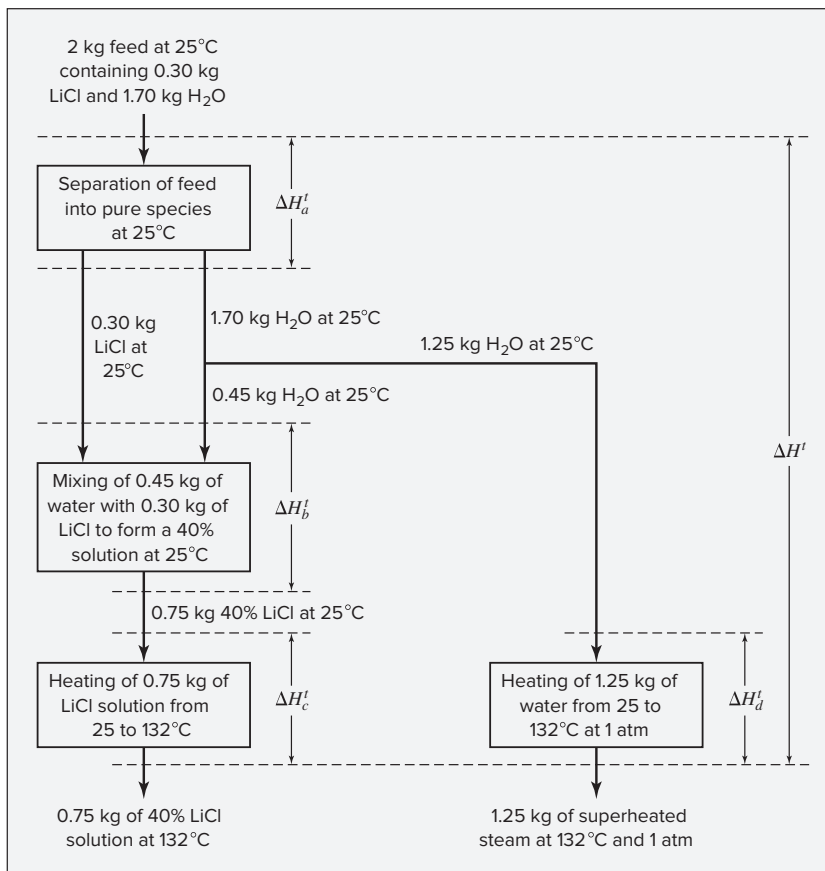 2 kg feed at 25°C
containing 0.30 kg
LiCl and 1.70 kg H₂O
Separation of feed
into pure species
at 25°C
ΔHₐᵗ
0.30 kg
LiCl at
25°C
1.70 kg H₂O at 25°C
1.25 kg H₂O at 25°C
0.45 kg H₂O at 25°C
ΔHᵗ
Mixing of 0.45 kg of
water with 0.30 kg of
LiCl to form a 40%
solution at 25°C
ΔH_bᵗ
0.75 kg 40% LiCl at 25°C
Heating of 0.75 kg of
LiCl solution from
25 to 132°C
ΔH_cᵗ
Heating of 1.25 kg of
water from 25 to
132°C at 1 atm
ΔH_dᵗ
0.75 kg of 40% LiCl
solution at 132°C
1.25 kg of superheated
steam at 132°C and 1 atm